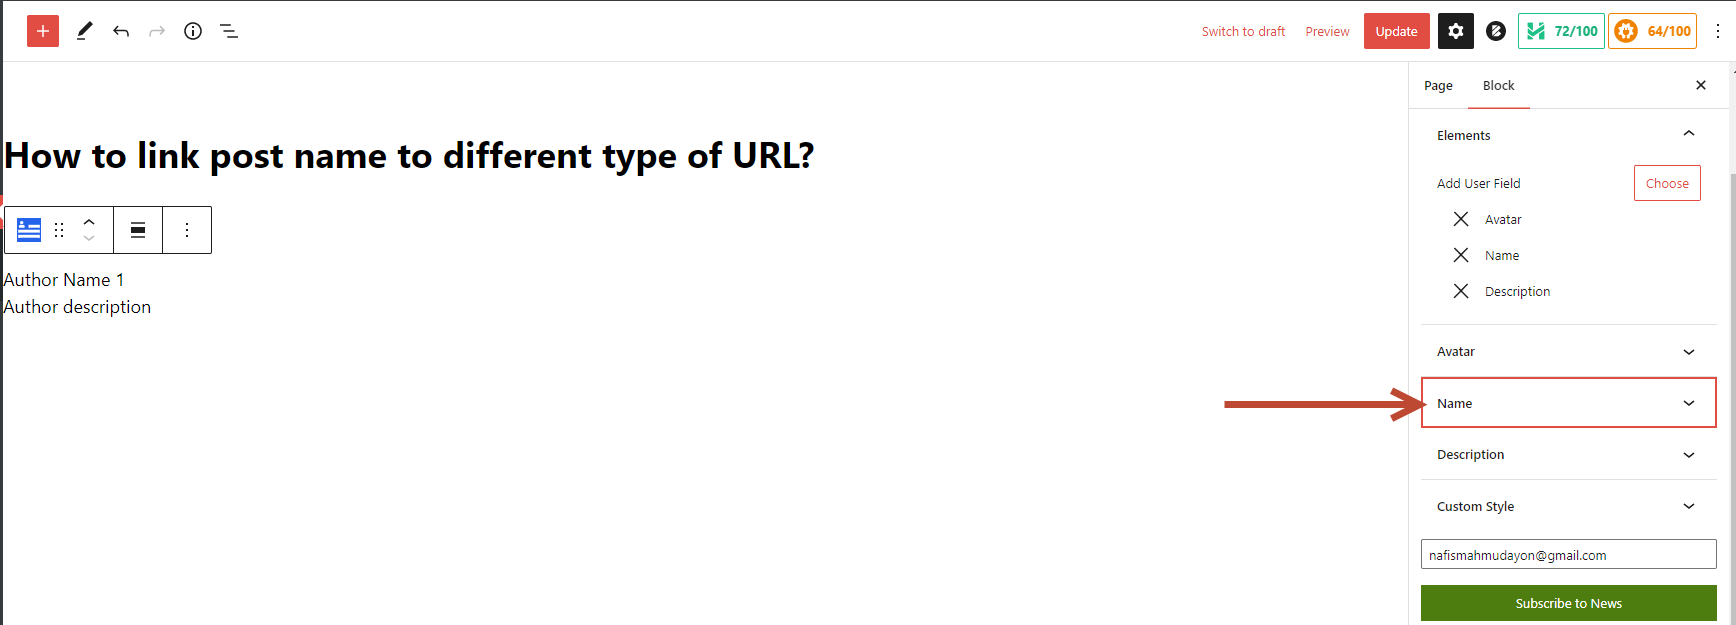 Switch to draft
Preview
Update
72/100
64/100
Page
Block
Elements
How to link post name to different type of URL?
Add User Field
Choose
Avatar
Name
Description
Author Name 1
Author description
Avatar
Name
Description
Custom Style
nafismahmudayon@gmail.com
Subscribe to News